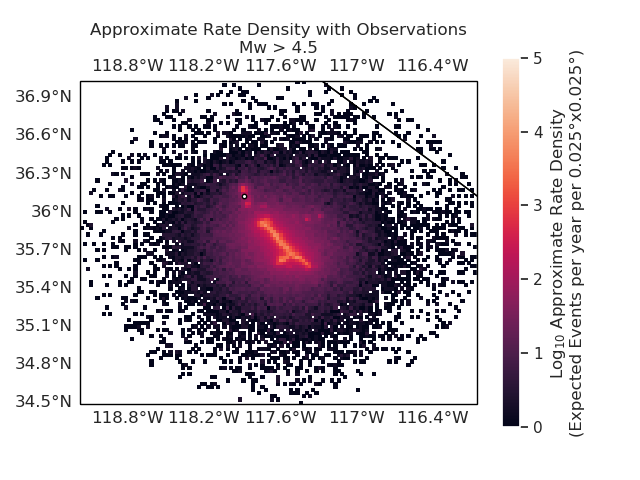 Approximate Rate Density with Observations
Mw > 4.5
118.8°W 118.2°W 117.6°W 117°W 116.4°W
36.9°N
36.6°N
36.3°N
36°N
35.7°N
35.4°N
35.1°N
34.8°N
34.5°N
118.8°W 118.2°W 117.6°W 117°W 116.4°W
5
4
3
2
1
0
Log₁₀ Approximate Rate Density
(Expected Events per year per 0.025°x0.025°)